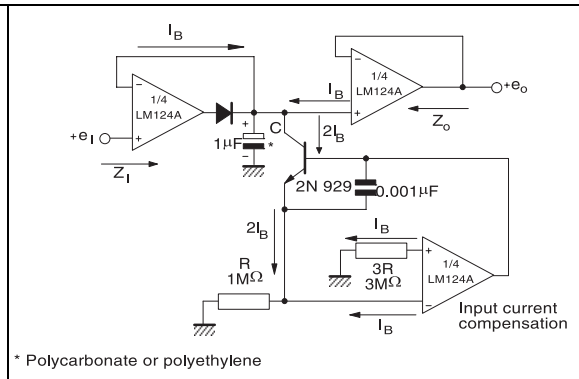 I_B
−
1/4
LM124A
+
+e_I
Z_I
+
1µF
−
*
C
−
1/4
LM124A
+
I_B
+e_o
Z_o
2I_B
2N 929
0.001µF
2I_B
R
1MΩ
I_B
3R
3MΩ
+
1/4
LM124A
−
I_B
Input current
compensation
* Polycarbonate or polyethylene